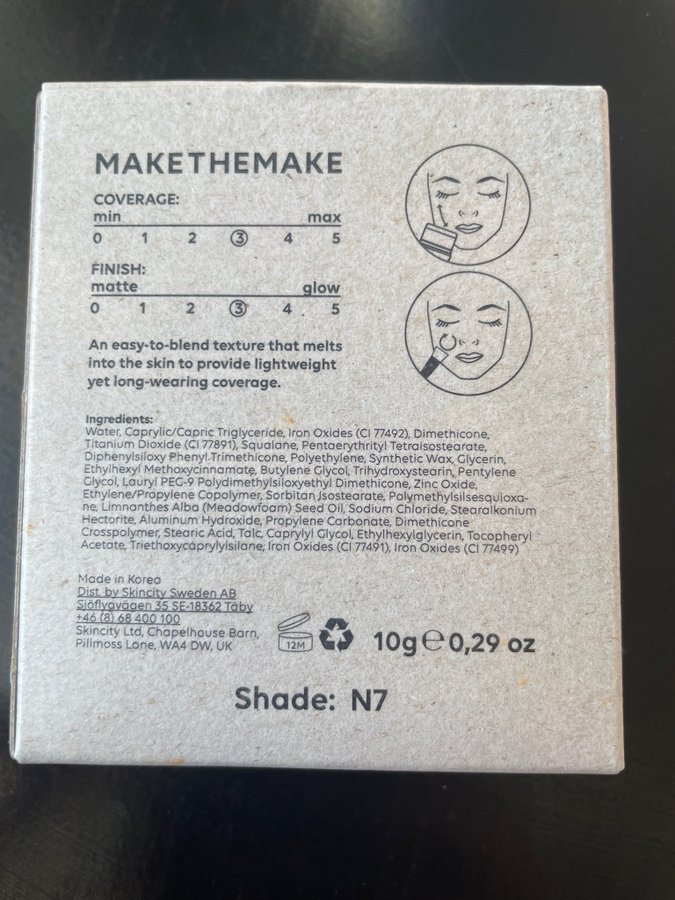 MAKETHEMAKE
COVERAGE:
min max
0 1 2 3 4 5
FINISH:
matte glow
0 1 2 3 4 5
An easy-to-blend texture that melts
into the skin to provide lightweight
yet long-wearing coverage.
Ingredients:
Water, Caprylic/Capric Triglyceride, Iron Oxides (CI 77492), Dimethicone,
Titanium Dioxide (CI 77891), Squalane, Pentaerythrityl Tetraisostearate,
Diphenylsiloxy Phenyl Trimethicone, Polyethylene, Synthetic Wax, Glycerin,
Ethylhexyl Methoxycinnamate, Butylene Glycol, Trihydroxystearin, Pentylene
Glycol, Lauryl PEG-9 Polydimethylsiloxyethyl Dimethicone, Zinc Oxide,
Ethylene/Propylene Copolymer, Sorbitan Isostearate, Polymethylsilsesquioxa-
ne, Limnanthes Alba (Meadowfoam) Seed Oil, Sodium Chloride, Stearalkonium
Hectorite, Aluminum Hydroxide, Propylene Carbonate, Dimethicone
Crosspolymer, Stearic Acid, Talc, Caprylyl Glycol, Ethylhexylglycerin, Tocopheryl
Acetate, Triethoxycaprylylsilane, Iron Oxides (CI 77491), Iron Oxides (CI 77499)
Made in Korea
Dist. by Skincity Sweden AB
Sjöflygvägen 35 SE-18362 Täby
+46 (8) 68 400 100
Skincity Ltd, Chapelhouse Barn,
Pillmoss Lane, WA4 DW, UK
12M
10g e 0,29 oz
Shade: N7